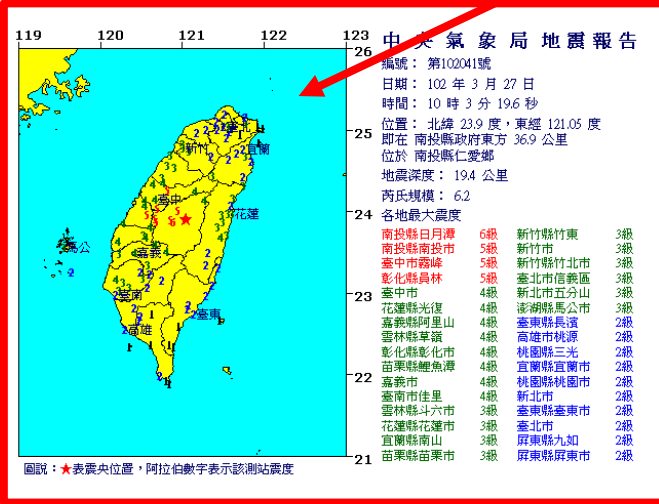 中央氣象局地震報告
編號： 第102041號
日期： 102 年 3 月 27 日
時間： 10 時 3 分 19.6 秒
位置： 北緯 23.9 度，東經 121.05 度
即在 南投縣政府東方 36.9 公里
位於 南投縣仁愛鄉
地震深度： 19.4 公里
芮氏規模： 6.2
各地最大震度
南投縣日月潭 6級 新竹縣竹東 3級
南投縣南投市 5級 新竹市 3級
臺中市霧峰 5級 新竹縣竹北市 3級
彰化縣員林 5級 臺北市信義區 3級
臺中市 4級 新北市五分山 3級
花蓮縣光復 4級 澎湖縣馬公市 3級
嘉義縣阿里山 4級 臺東縣長濱 2級
雲林縣草嶺 4級 高雄市桃源 2級
彰化縣彰化市 4級 桃園縣三光 2級
苗栗縣鯉魚潭 4級 宜蘭縣宜蘭市 2級
嘉義市 4級 桃園縣桃園市 2級
臺南市佳里 4級 新北市 2級
雲林縣斗六市 3級 臺東縣臺東市 2級
花蓮縣花蓮市 3級 臺北市 2級
宜蘭縣南山 3級 屏東縣九如 2級
苗栗縣苗栗市 3級 屏東縣屏東市 2級
119 120 121 122 123
26
25
24
23
22
21
臺北
新竹
宜蘭
臺中
花蓮
馬公
嘉義
臺南
臺東
高雄
圖說：★表震央位置，阿拉伯數字表示該測站震度